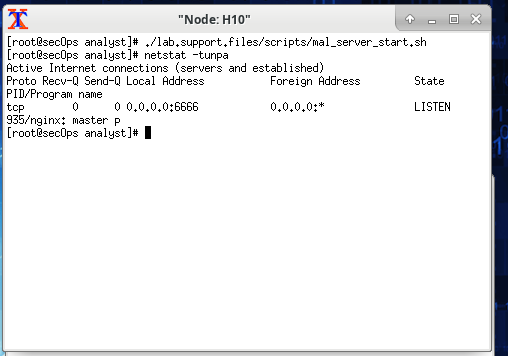 "Node: H10"
[root@secOps analyst]# ./lab.support.files/scripts/mal_server_start.sh
[root@secOps analyst]# netstat -tunpa
Active Internet connections (servers and established)
Proto Recv-Q Send-Q Local Address           Foreign Address         State
PID/Program name
tcp        0      0 0.0.0.0:6666            0.0.0.0:*               LISTEN
935/nginx: master p
[root@secOps analyst]#